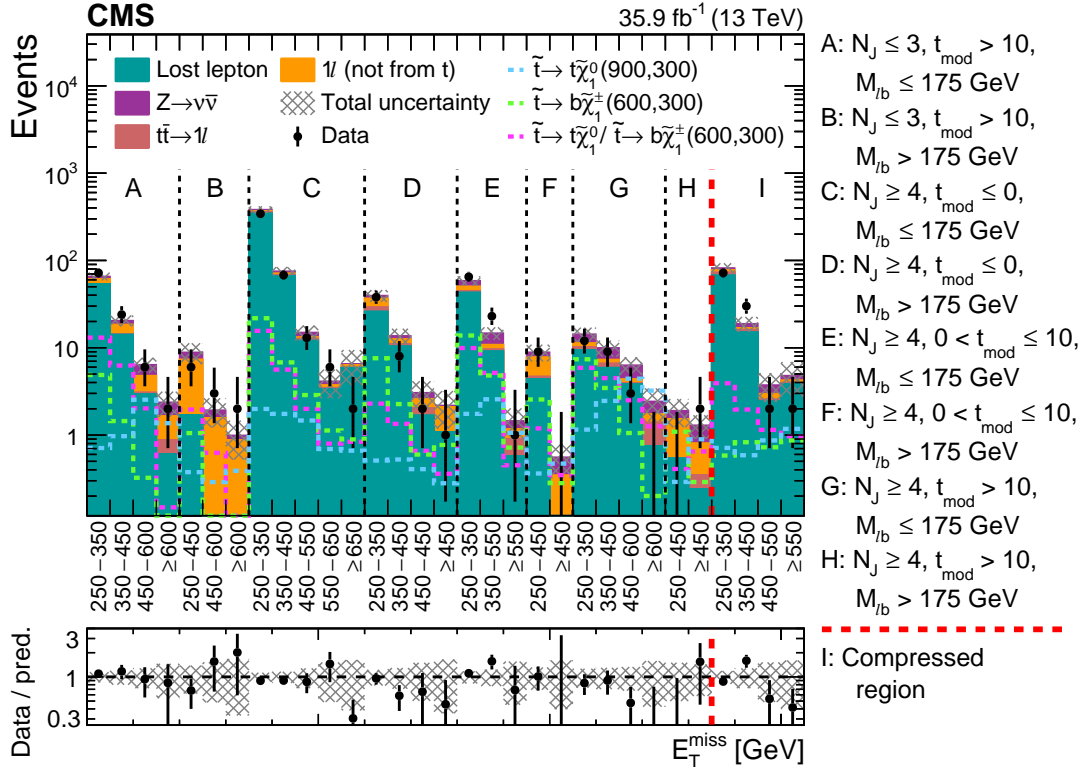 CMS
35.9 fb⁻¹ (13 TeV)
Events
10⁴
10³
10²
10
1
Lost lepton
Z→νν̄
tt̄→1l
1l (not from t)
Total uncertainty
Data
t̃→ tχ̃₁⁰(900,300)
t̃→ bχ̃₁±(600,300)
t̃→ tχ̃₁⁰/ t̃→ bχ̃₁±(600,300)
A B C D E F G H I
250−350
350−450
450−600
≥600
250−450
450−600
≥600
250−350
350−450
450−550
550−650
≥650
250−350
350−450
450−550
≥450
250−350
350−550
≥550
250−450
≥450
250−350
350−450
450−600
≥600
250−450
≥450
250−350
350−450
450−550
≥550
Data / pred.
3
1
0.3
E_T^miss [GeV]
A: N_J ≤ 3, t_mod > 10,
M_lb ≤ 175 GeV
B: N_J ≤ 3, t_mod > 10,
M_lb > 175 GeV
C: N_J ≥ 4, t_mod ≤ 0,
M_lb ≤ 175 GeV
D: N_J ≥ 4, t_mod ≤ 0,
M_lb > 175 GeV
E: N_J ≥ 4, 0 < t_mod ≤ 10,
M_lb ≤ 175 GeV
F: N_J ≥ 4, 0 < t_mod ≤ 10,
M_lb > 175 GeV
G: N_J ≥ 4, t_mod > 10,
M_lb ≤ 175 GeV
H: N_J ≥ 4, t_mod > 10,
M_lb > 175 GeV
I: Compressed
region